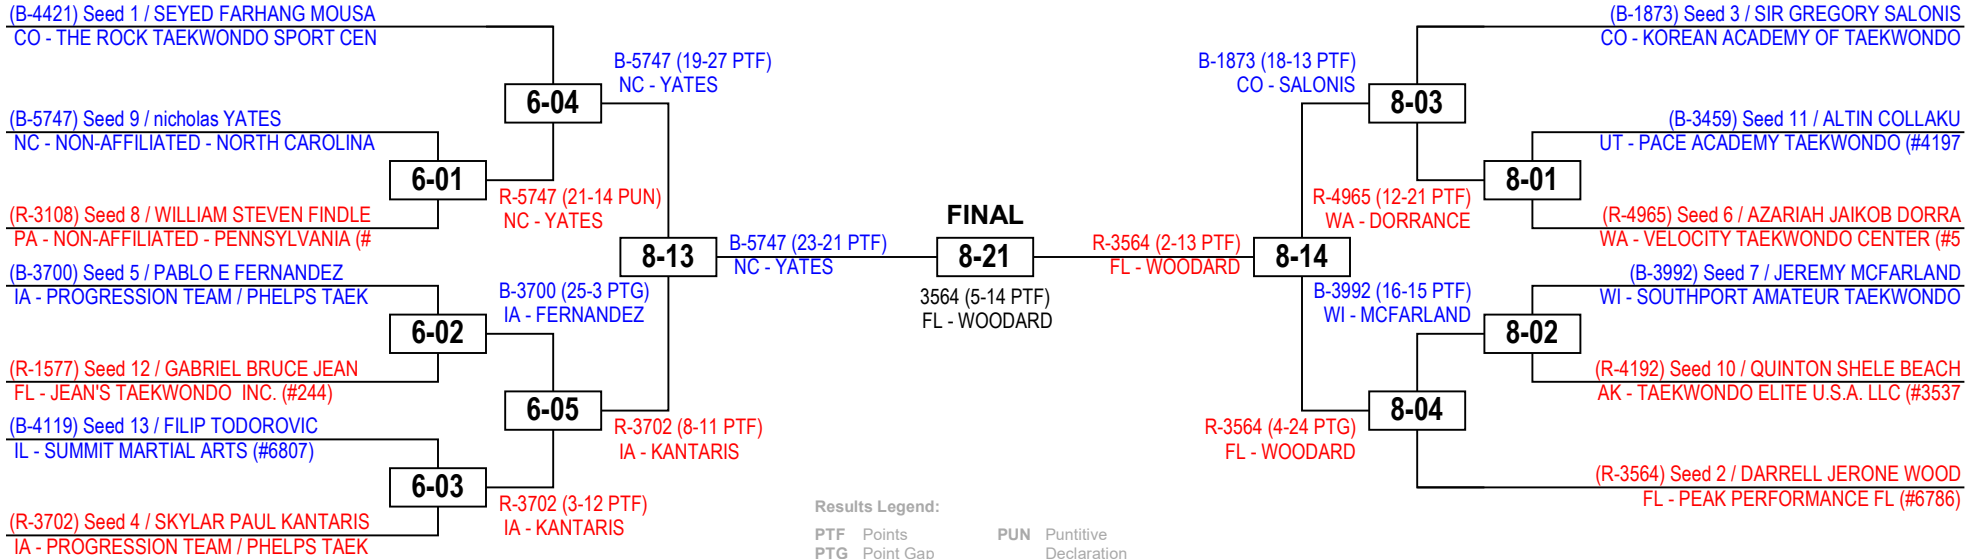 (B-4421) Seed 1 / SEYED FARHANG MOUSA
CO - THE ROCK TAEKWONDO SPORT CEN
B-5747 (19-27 PTF)
NC - YATES
6-04
(B-5747) Seed 9 / nicholas YATES
NC - NON-AFFILIATED - NORTH CAROLINA
6-01
R-5747 (21-14 PUN)
NC - YATES
(R-3108) Seed 8 / WILLIAM STEVEN FINDLE
PA - NON-AFFILIATED - PENNSYLVANIA (#
8-13
B-5747 (23-21 PTF)
NC - YATES
(B-3700) Seed 5 / PABLO E FERNANDEZ
IA - PROGRESSION TEAM / PHELPS TAEK
B-3700 (25-3 PTG)
IA - FERNANDEZ
6-02
(R-1577) Seed 12 / GABRIEL BRUCE JEAN
FL - JEAN'S TAEKWONDO INC. (#244)
6-05
R-3702 (8-11 PTF)
IA - KANTARIS
(B-4119) Seed 13 / FILIP TODOROVIC
IL - SUMMIT MARTIAL ARTS (#6807)
6-03
R-3702 (3-12 PTF)
IA - KANTARIS
(R-3702) Seed 4 / SKYLAR PAUL KANTARIS
IA - PROGRESSION TEAM / PHELPS TAEK
FINAL
8-21
3564 (5-14 PTF)
FL - WOODARD
(B-1873) Seed 3 / SIR GREGORY SALONIS
CO - KOREAN ACADEMY OF TAEKWONDO
B-1873 (18-13 PTF)
CO - SALONIS
8-03
(B-3459) Seed 11 / ALTIN COLLAKU
UT - PACE ACADEMY TAEKWONDO (#4197
8-01
R-4965 (12-21 PTF)
WA - DORRANCE
(R-4965) Seed 6 / AZARIAH JAIKOB DORRA
WA - VELOCITY TAEKWONDO CENTER (#5
R-3564 (2-13 PTF)
FL - WOODARD
8-14
(B-3992) Seed 7 / JEREMY MCFARLAND
WI - SOUTHPORT AMATEUR TAEKWONDO
B-3992 (16-15 PTF)
WI - MCFARLAND
8-02
(R-4192) Seed 10 / QUINTON SHELE BEACH
AK - TAEKWONDO ELITE U.S.A. LLC (#3537
8-04
R-3564 (4-24 PTG)
FL - WOODARD
(R-3564) Seed 2 / DARRELL JERONE WOOD
FL - PEAK PERFORMANCE FL (#6786)
Results Legend:
PTF Points PUN Puntitive
PTG Point Gap Declaration